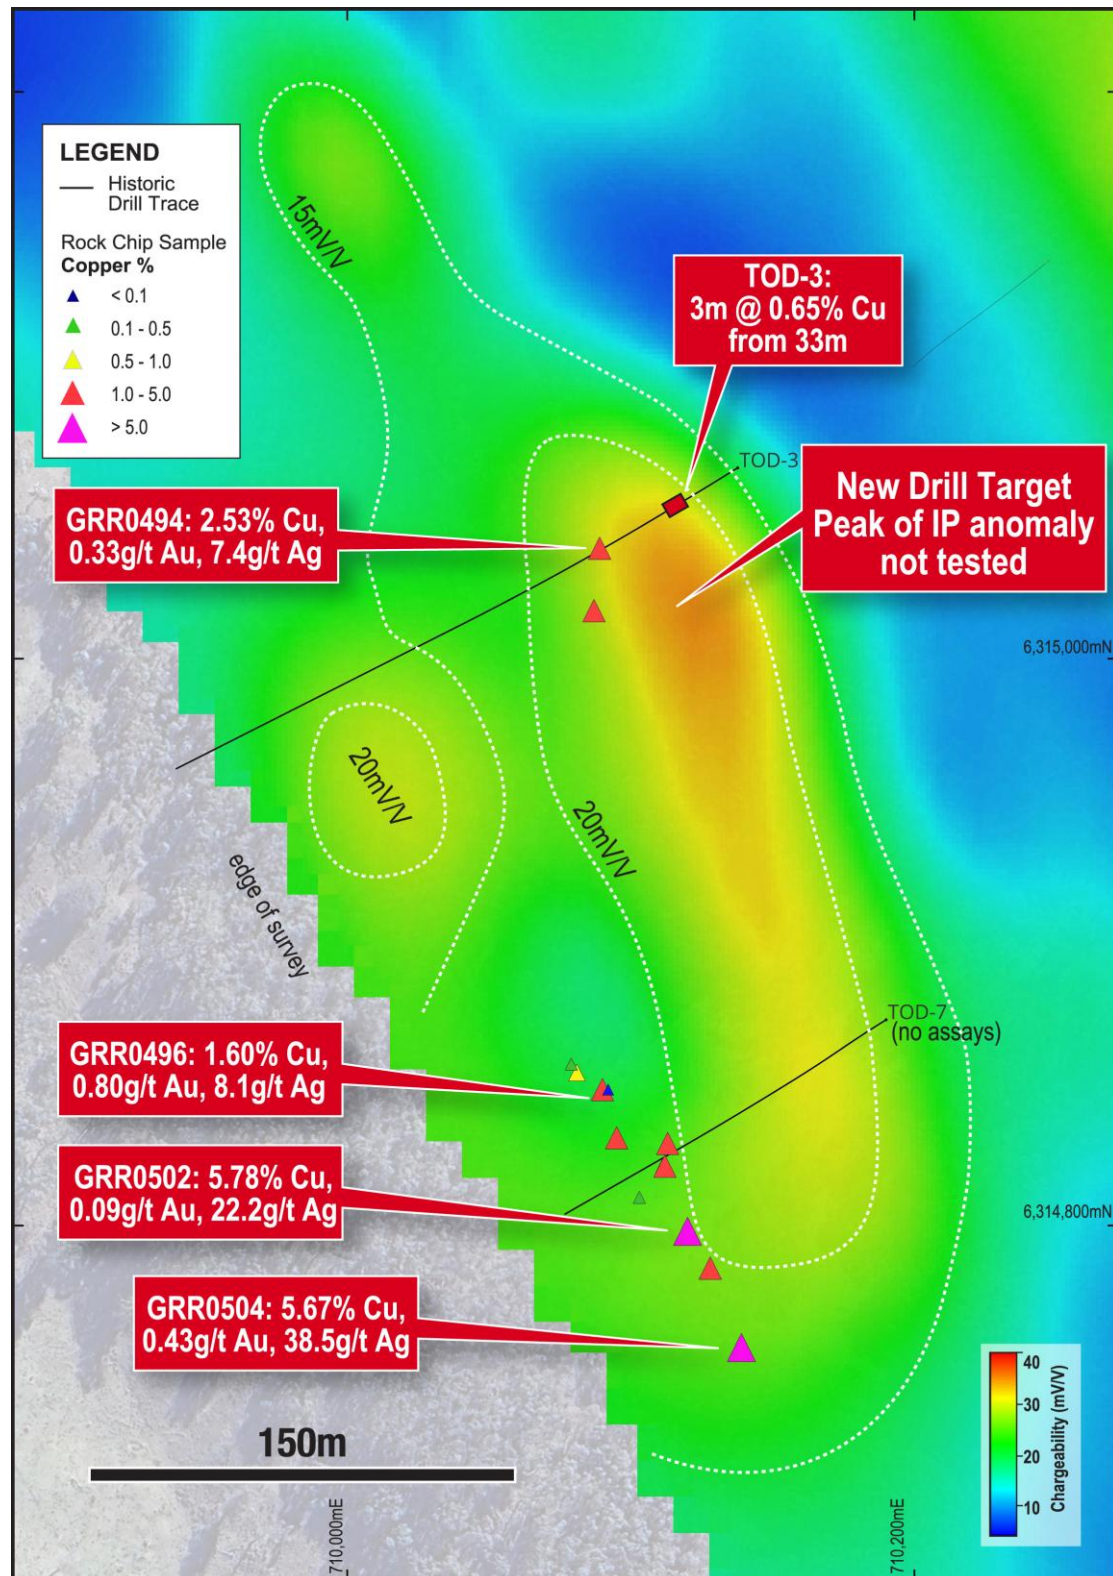 LEGEND
Historic
Drill Trace
Rock Chip Sample
Copper %
< 0.1
0.1 - 0.5
0.5 - 1.0
1.0 - 5.0
> 5.0
15mV/V
TOD-3:
3m @ 0.65% Cu
from 33m
TOD-3
New Drill Target
Peak of IP anomaly
not tested
GRR0494: 2.53% Cu,
0.33g/t Au, 7.4g/t Ag
6,315,000mN
20mV/V
20mV/V
edge of survey
TOD-7
(no assays)
GRR0496: 1.60% Cu,
0.80g/t Au, 8.1g/t Ag
GRR0502: 5.78% Cu,
0.09g/t Au, 22.2g/t Ag
6,314,800mN
GRR0504: 5.67% Cu,
0.43g/t Au, 38.5g/t Ag
150m
710,000mE
710,200mE
40
30
20
10
Chargeability (mV/V)